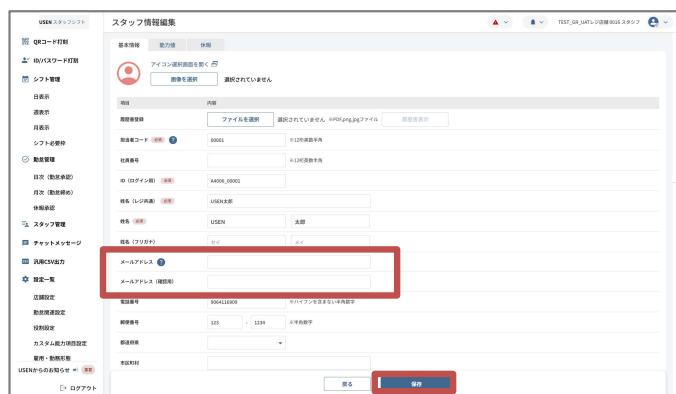 USEN スタッフシフト
スタッフ情報編集
TEST_GR_UATレジ店舗0016 スタシフ
QRコード打刻
ID/パスワード打刻
シフト管理
日表示
週表示
月表示
シフト必要枠
勤怠管理
日次（勤怠承認）
月次（勤怠締め）
休暇承認
スタッフ管理
チャットメッセージ
汎用CSV出力
設定一覧
店舗設定
勤怠関連設定
役割設定
カスタム能力項目設定
雇用・勤務形態
USENからのお知らせ 重要
ログアウト
基本情報 能力値 休暇
アイコン選択画面を開く
画像を選択 選択されていません
項目 内容
履歴書登録 ファイルを選択 選択されていません ※PDF,png,jpgファイル 履歴書表示
担当者コード 必須 ? 00001 ※12桁英数半角
社員番号 ※12桁英数半角
ID（ログイン用） 必須 A4000_00001
姓名（レジ共通） 必須 USEN太郎
姓名 必須 USEN 太郎
姓名（フリガナ） セイ メイ
メールアドレス ?
メールアドレス（確認用）
電話番号 9064116909 ※ハイフンを含まない半角数字
郵便番号 123 - 1234 ※半角数字
都道府県
市区町村
戻る 保存